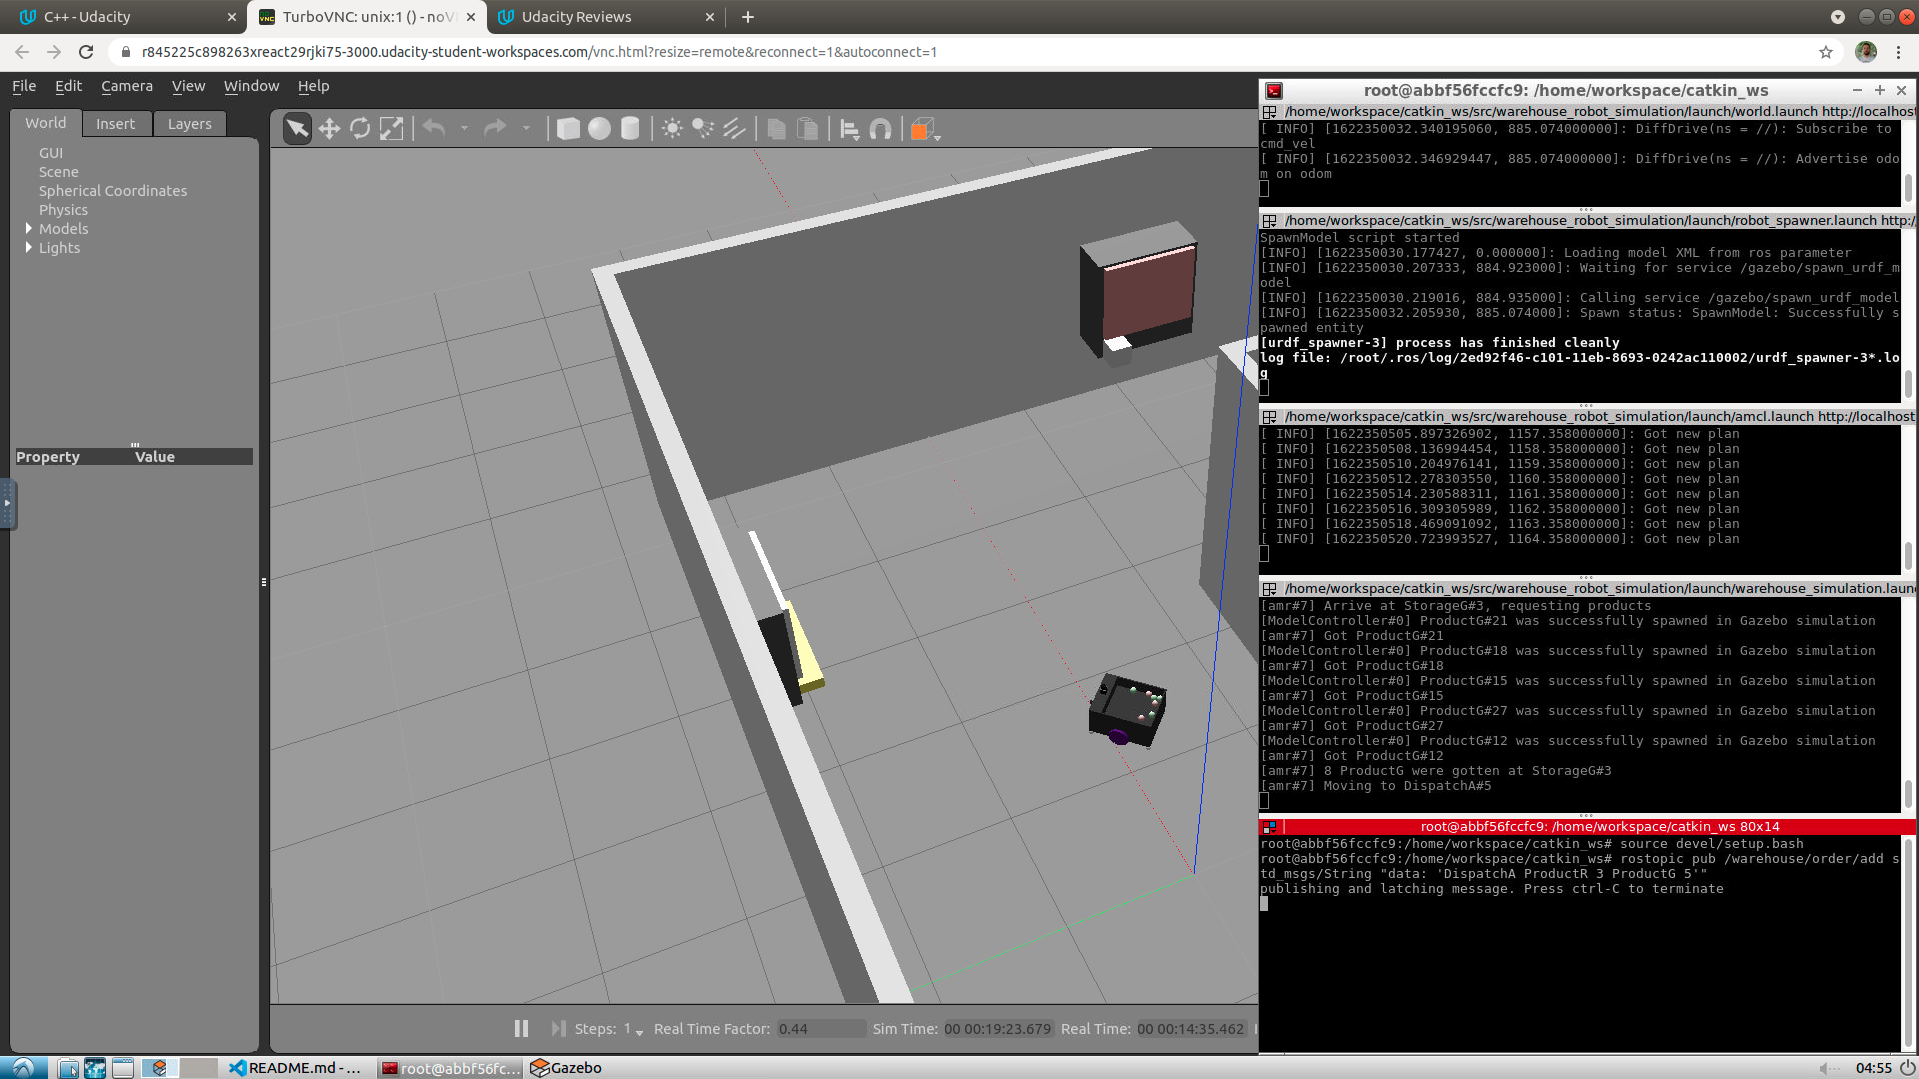 C++ - Udacity
TurboVNC: unix:1 () - noV
Udacity Reviews
r845225c898263xreact29rjki75-3000.udacity-student-workspaces.com/vnc.html?resize=remote&reconnect=1&autoconnect=1
File Edit Camera View Window Help
World Insert Layers
GUI
Scene
Spherical Coordinates
Physics
Models
Lights
Property Value
Steps: 1 Real Time Factor: 0.44 Sim Time: 00 00:19:23.679 Real Time: 00 00:14:35.462
root@abbf56fccfc9: /home/workspace/catkin_ws
/home/workspace/catkin_ws/src/warehouse_robot_simulation/launch/world.launch http://localhost
[ INFO] [1622350032.340195060, 885.074000000]: DiffDrive(ns = //): Subscribe to
cmd_vel
[ INFO] [1622350032.346929447, 885.074000000]: DiffDrive(ns = //): Advertise odo
m on odom
/home/workspace/catkin_ws/src/warehouse_robot_simulation/launch/robot_spawner.launch http:/
SpawnModel script started
[INFO] [1622350030.177427, 0.000000]: Loading model XML from ros parameter
[INFO] [1622350030.207333, 884.923000]: Waiting for service /gazebo/spawn_urdf_m
odel
[INFO] [1622350030.219016, 884.935000]: Calling service /gazebo/spawn_urdf_model
[INFO] [1622350032.205930, 885.074000]: Spawn status: SpawnModel: Successfully s
pawned entity
[urdf_spawner-3] process has finished cleanly
log file: /root/.ros/log/2ed92f46-c101-11eb-8693-0242ac110002/urdf_spawner-3*.lo
g
/home/workspace/catkin_ws/src/warehouse_robot_simulation/launch/amcl.launch http://localhost
[ INFO] [1622350505.897326902, 1157.358000000]: Got new plan
[ INFO] [1622350508.136994454, 1158.358000000]: Got new plan
[ INFO] [1622350510.204976141, 1159.358000000]: Got new plan
[ INFO] [1622350512.278303550, 1160.358000000]: Got new plan
[ INFO] [1622350514.230588311, 1161.358000000]: Got new plan
[ INFO] [1622350516.309305989, 1162.358000000]: Got new plan
[ INFO] [1622350518.469091092, 1163.358000000]: Got new plan
[ INFO] [1622350520.723993527, 1164.358000000]: Got new plan
/home/workspace/catkin_ws/src/warehouse_robot_simulation/launch/warehouse_simulation.laun
[amr#7] Arrive at StorageG#3, requesting products
[ModelController#0] ProductG#21 was successfully spawned in Gazebo simulation
[amr#7] Got ProductG#21
[ModelController#0] ProductG#18 was successfully spawned in Gazebo simulation
[amr#7] Got ProductG#18
[ModelController#0] ProductG#15 was successfully spawned in Gazebo simulation
[amr#7] Got ProductG#15
[ModelController#0] ProductG#27 was successfully spawned in Gazebo simulation
[amr#7] Got ProductG#27
[ModelController#0] ProductG#12 was successfully spawned in Gazebo simulation
[amr#7] Got ProductG#12
[amr#7] 8 ProductG were gotten at StorageG#3
[amr#7] Moving to DispatchA#5
root@abbf56fccfc9: /home/workspace/catkin_ws 80x14
root@abbf56fccfc9:/home/workspace/catkin_ws# source devel/setup.bash
root@abbf56fccfc9:/home/workspace/catkin_ws# rostopic pub /warehouse/order/add s
td_msgs/String "data: 'DispatchA ProductR 3 ProductG 5'"
publishing and latching message. Press ctrl-C to terminate
README.md - ...
root@abbf56fc...
Gazebo
04:55